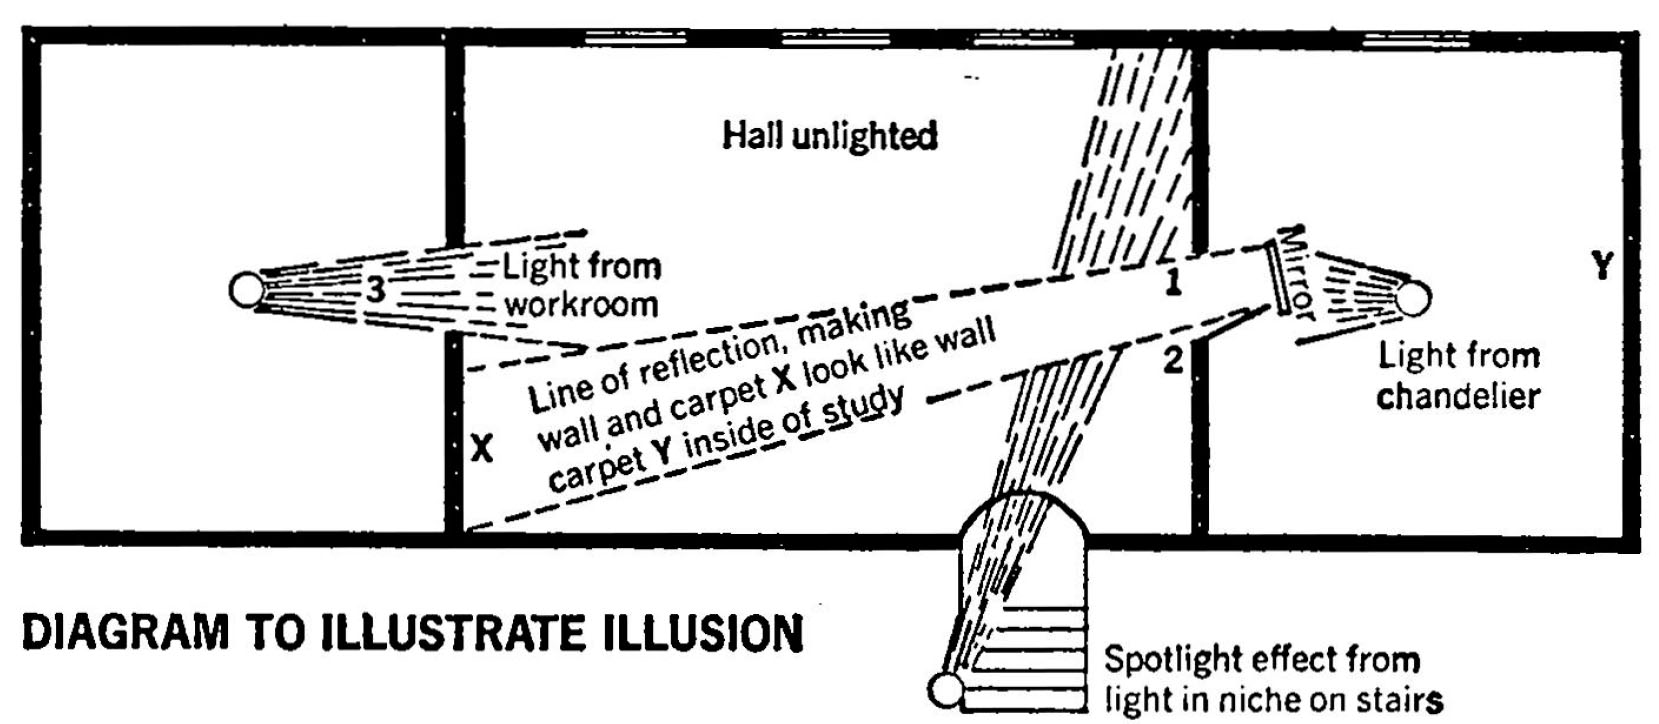 Hall unlighted
Mirror
Y
1
Light from
workroom
3
Line of reflection, making
wall and carpet X look like wall
carpet Y inside of study
2
Light from
chandelier
X
DIAGRAM TO ILLUSTRATE ILLUSION
Spotlight effect from
light in niche on stairs